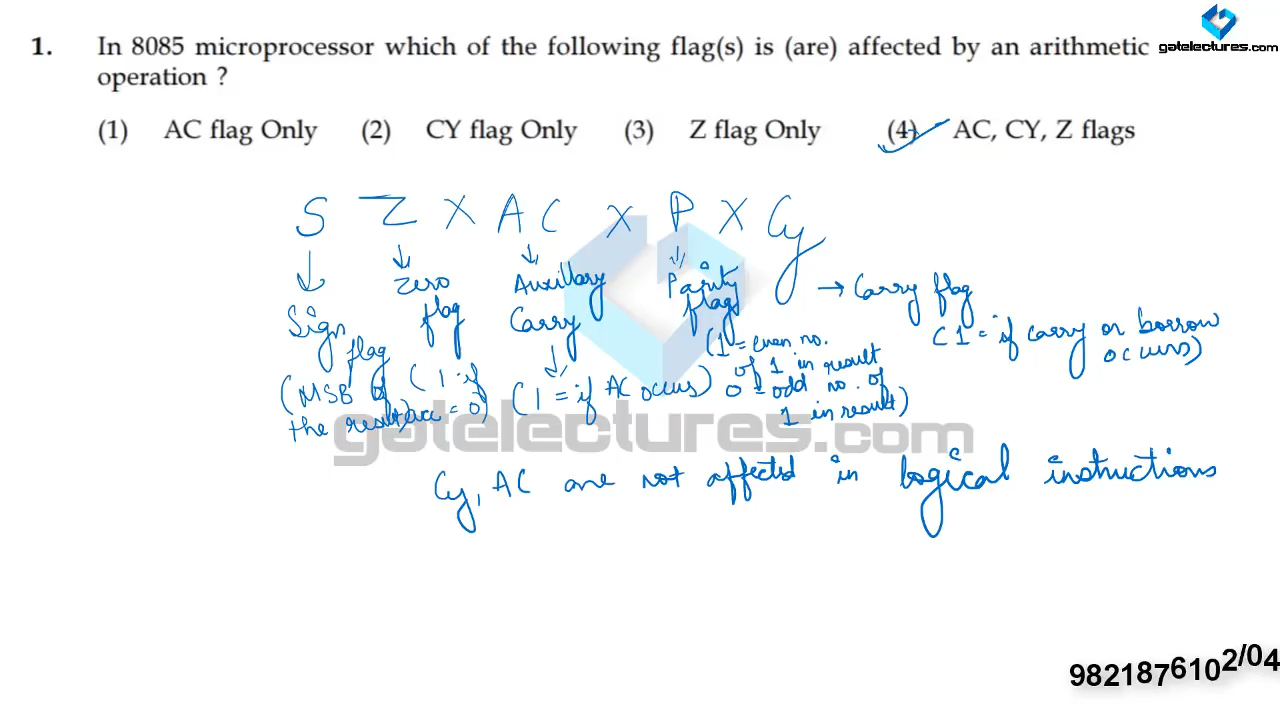 1. In 8085 microprocessor which of the following flag(s) is (are) affected by an arithmetic
operation ?
(1) AC flag Only (2) CY flag Only (3) Z flag Only (4) AC, CY, Z flags
gatelectures.com
S Z X AC X P X Cy
Sign flag
(MSB of
the result)
Zero
flag
(1 if
acc = 0)
Auxillary
Carry
(1 = if AC occurs)
Parity
flags
(1 = even no.
of 1 in result
0 = odd no. of
1 in result)
→ Carry flag
(1 = if carry or borrow
occurs)
gatelectures.com
Cy, AC are not affected in logical instructions
9821876102/04